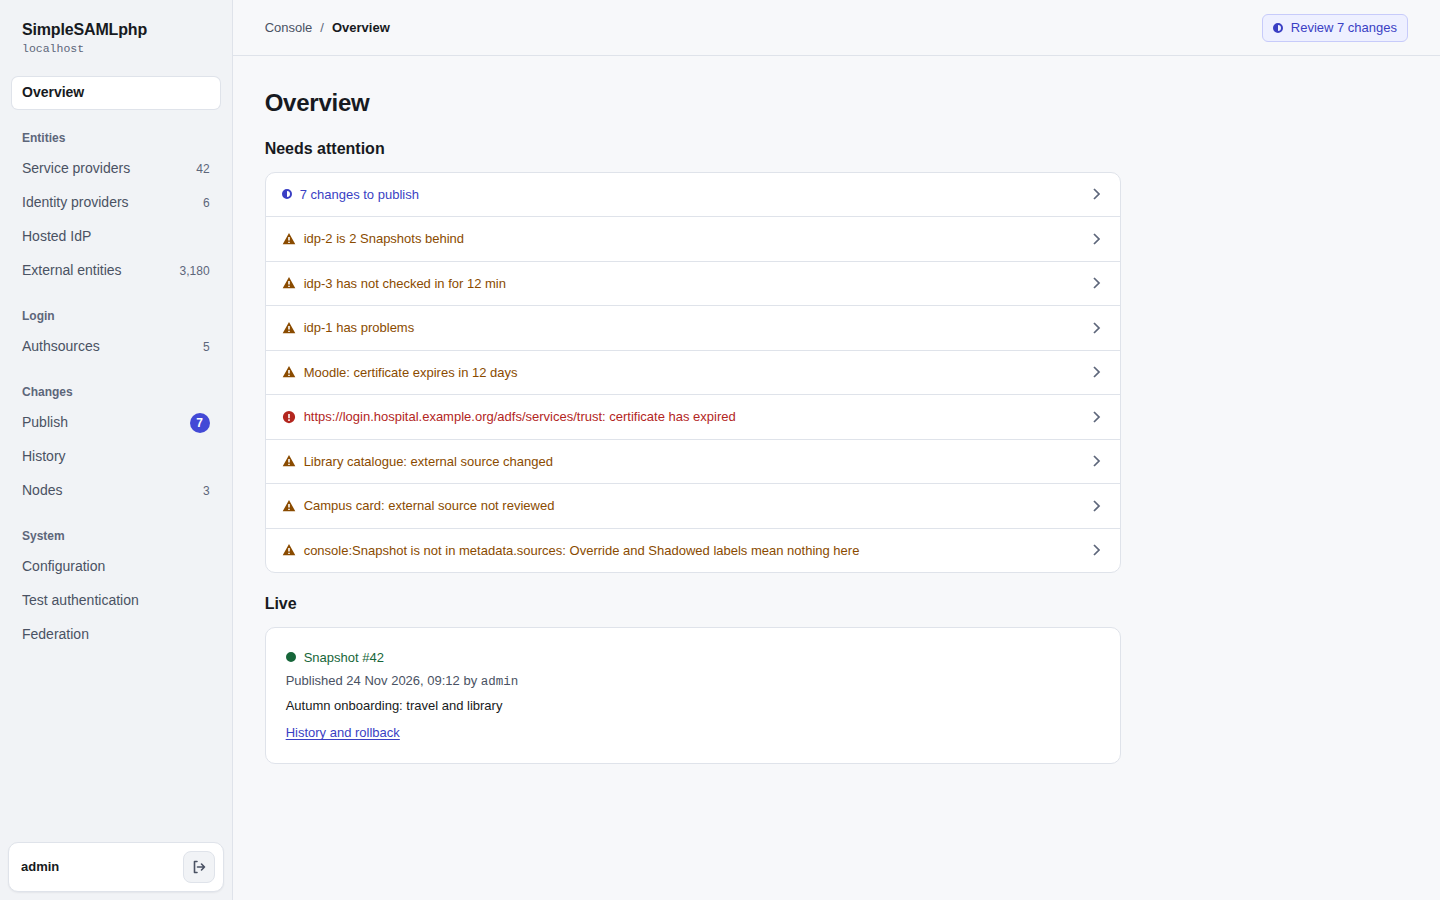 SimpleSAMLphp
localhost
Overview
Entities
Service providers 42
Identity providers 6
Hosted IdP
External entities 3,180
Login
Authsources 5
Changes
Publish 7
History
Nodes 3
System
Configuration
Test authentication
Federation
admin
Console / Overview
Review 7 changes
Overview
Needs attention
7 changes to publish
idp-2 is 2 Snapshots behind
idp-3 has not checked in for 12 min
idp-1 has problems
Moodle: certificate expires in 12 days
https://login.hospital.example.org/adfs/services/trust: certificate has expired
Library catalogue: external source changed
Campus card: external source not reviewed
console:Snapshot is not in metadata.sources: Override and Shadowed labels mean nothing here
Live
Snapshot #42
Published 24 Nov 2026, 09:12 by admin
Autumn onboarding: travel and library
History and rollback